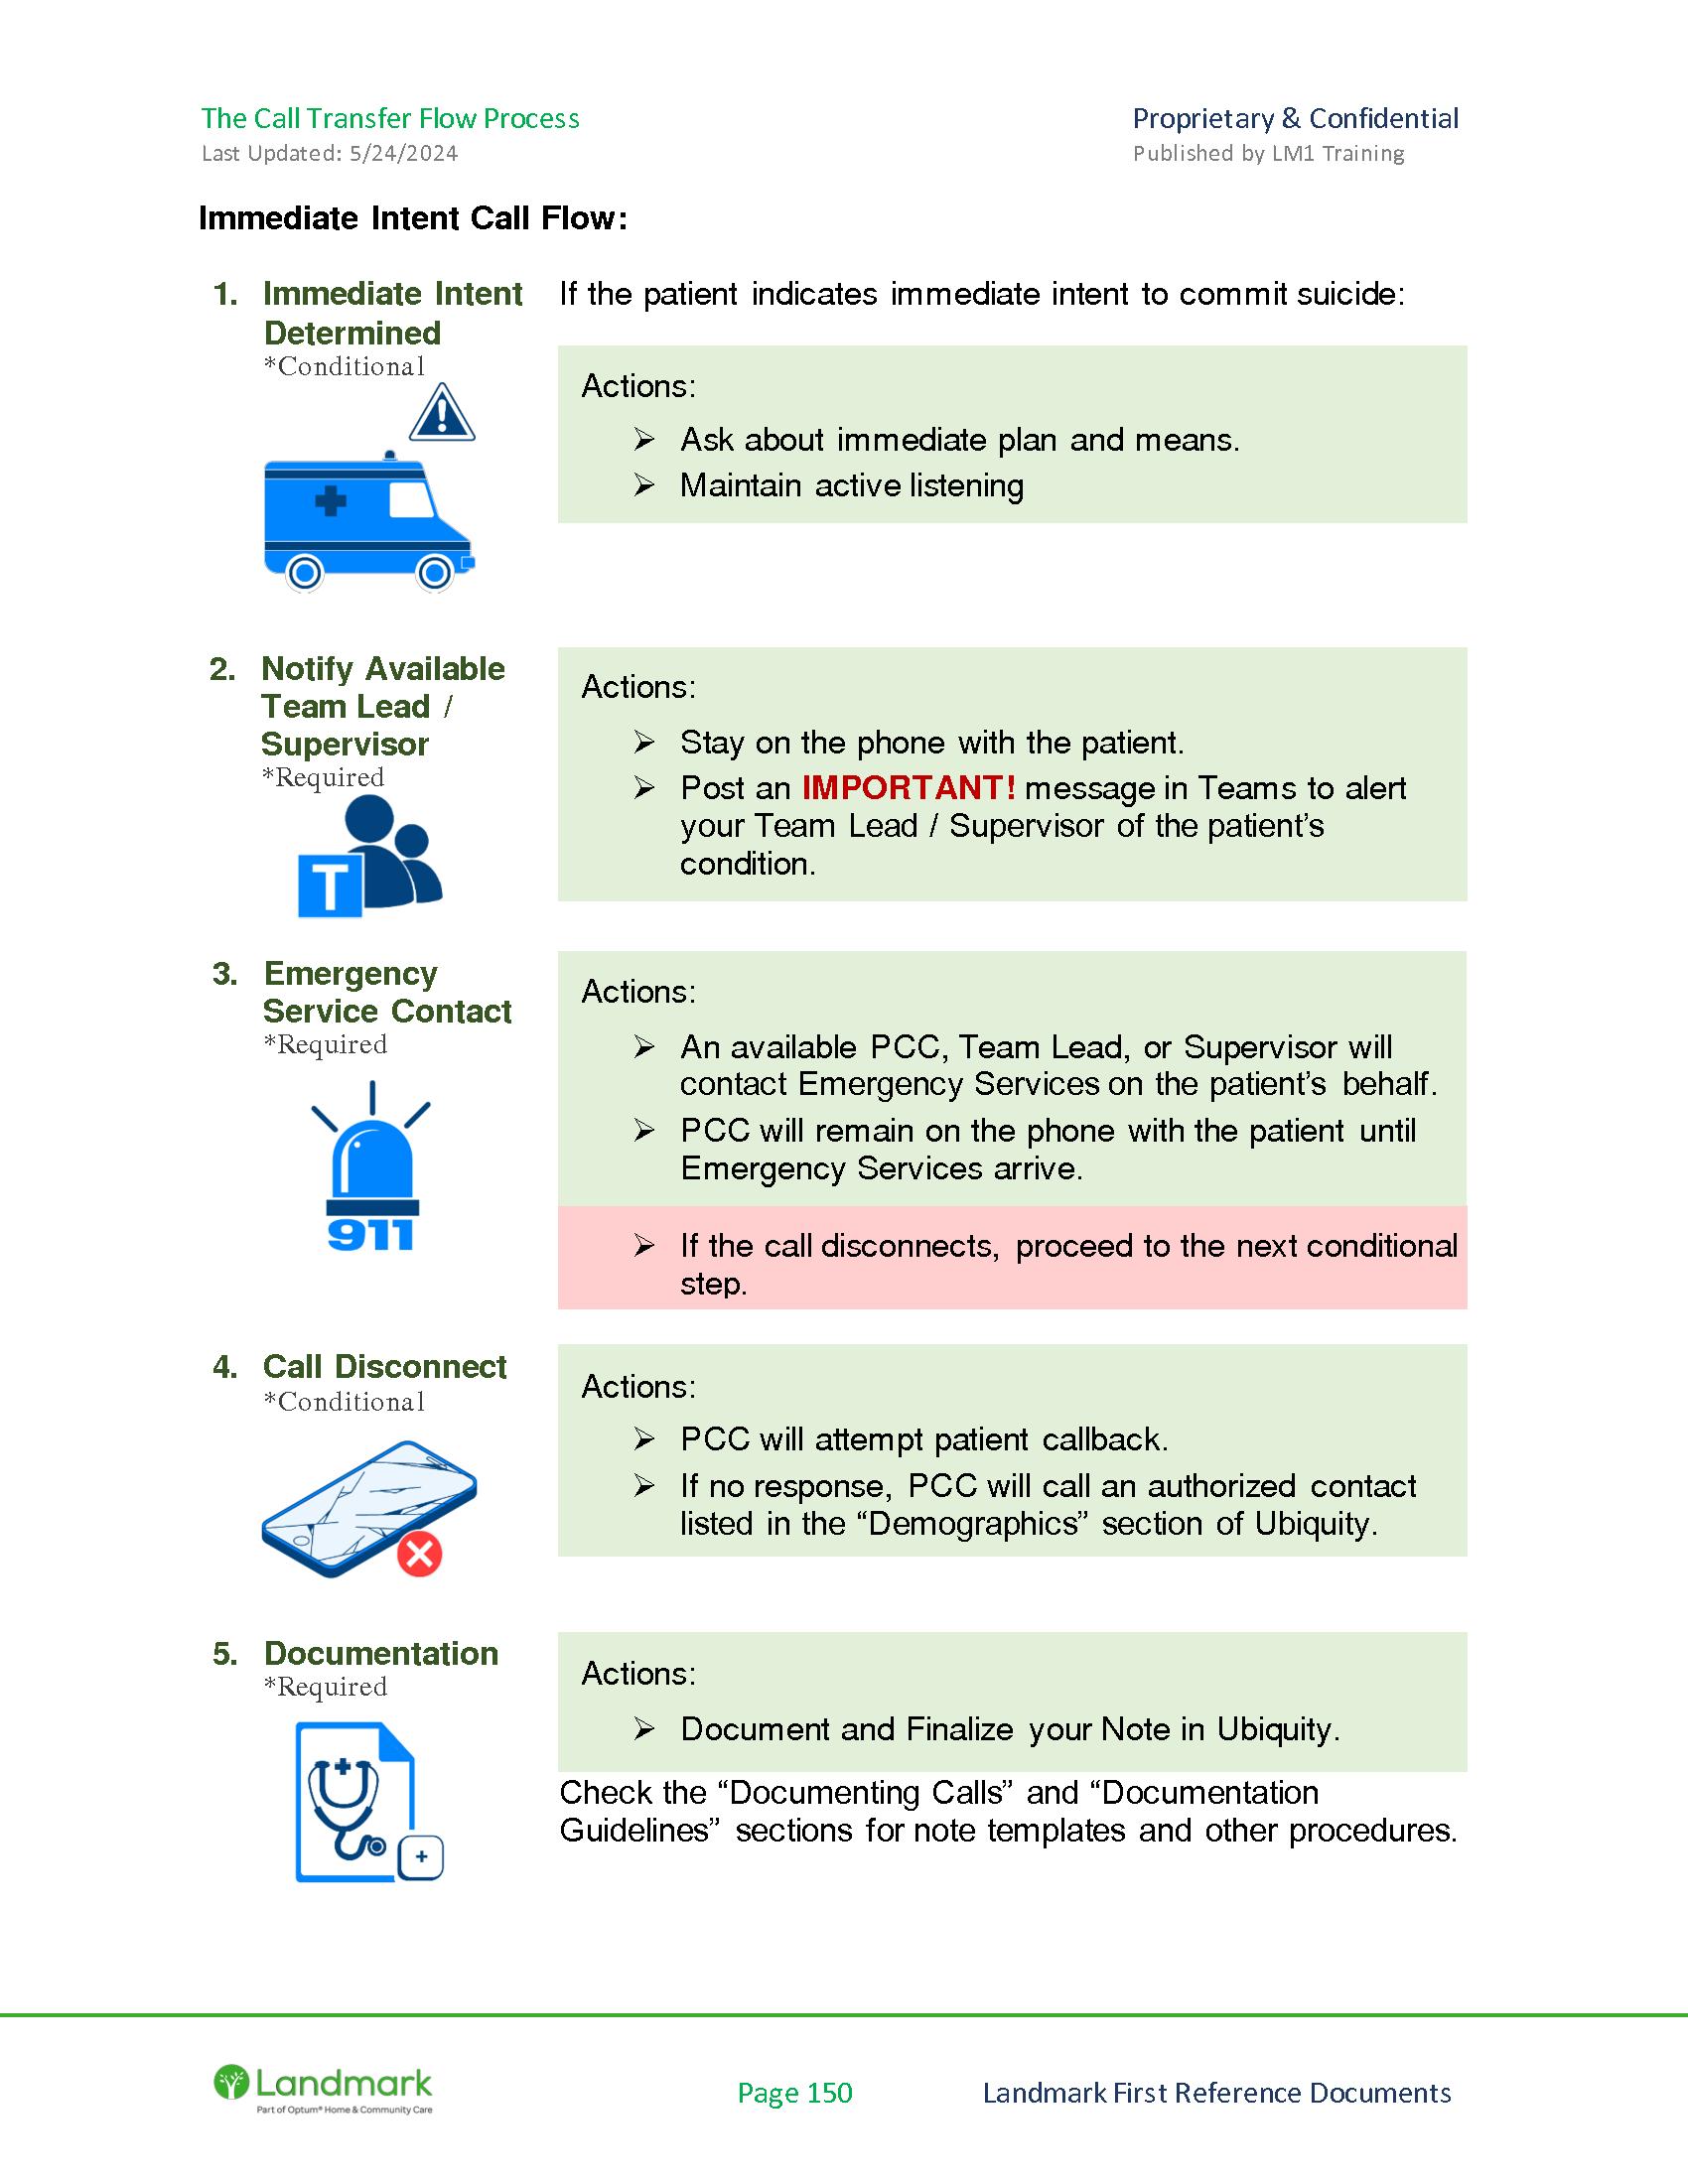 The Call Transfer Flow Process
Proprietary & Confidential
Last Updated: 5/24/2024
Published by LM1 Training
Immediate Intent Call Flow:
1. Immediate Intent
Determined
*Conditional
If the patient indicates immediate intent to commit suicide:
Actions:
➢ Ask about immediate plan and means.
➢ Maintain active listening
2. Notify Available
Team Lead /
Supervisor
*Required
T
Actions:
➢ Stay on the phone with the patient.
➢ Post an IMPORTANT! message in Teams to alert
your Team Lead / Supervisor of the patient’s
condition.
3. Emergency
Service Contact
*Required
911
Actions:
➢ An available PCC, Team Lead, or Supervisor will
contact Emergency Services on the patient’s behalf.
➢ PCC will remain on the phone with the patient until
Emergency Services arrive.
➢ If the call disconnects, proceed to the next conditional
step.
4. Call Disconnect
*Conditional
Actions:
➢ PCC will attempt patient callback.
➢ If no response, PCC will call an authorized contact
listed in the “Demographics” section of Ubiquity.
5. Documentation
*Required
Actions:
➢ Document and Finalize your Note in Ubiquity.
Check the “Documenting Calls” and “Documentation
Guidelines” sections for note templates and other procedures.
Landmark
Part of Optum® Home & Community Care
Page 150
Landmark First Reference Documents